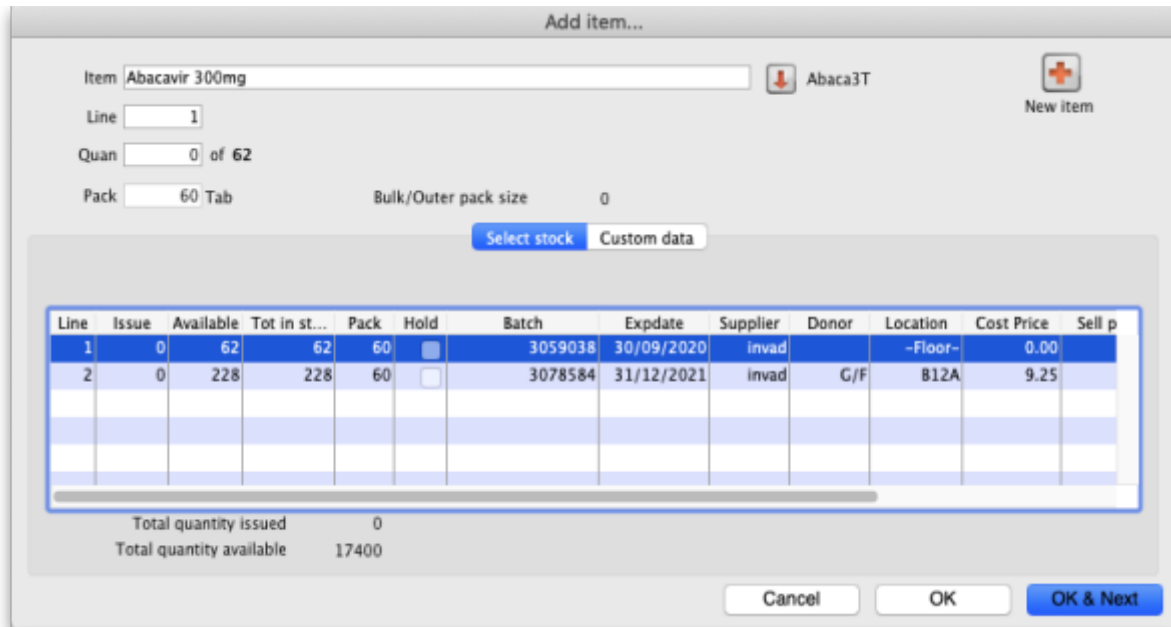 Add item...
Item Abacavir 300mg Abaca3T
New item
Line 1
Quan 0 of 62
Pack 60 Tab Bulk/Outer pack size 0
Select stock Custom data
Line Issue Available Tot in st... Pack Hold Batch Expdate Supplier Donor Location Cost Price Sell p
1 0 62 62 60 3059038 30/09/2020 invad -Floor- 0.00
2 0 228 228 60 3078584 31/12/2021 invad G/F B12A 9.25
Total quantity issued 0
Total quantity available 17400
Cancel OK OK & Next